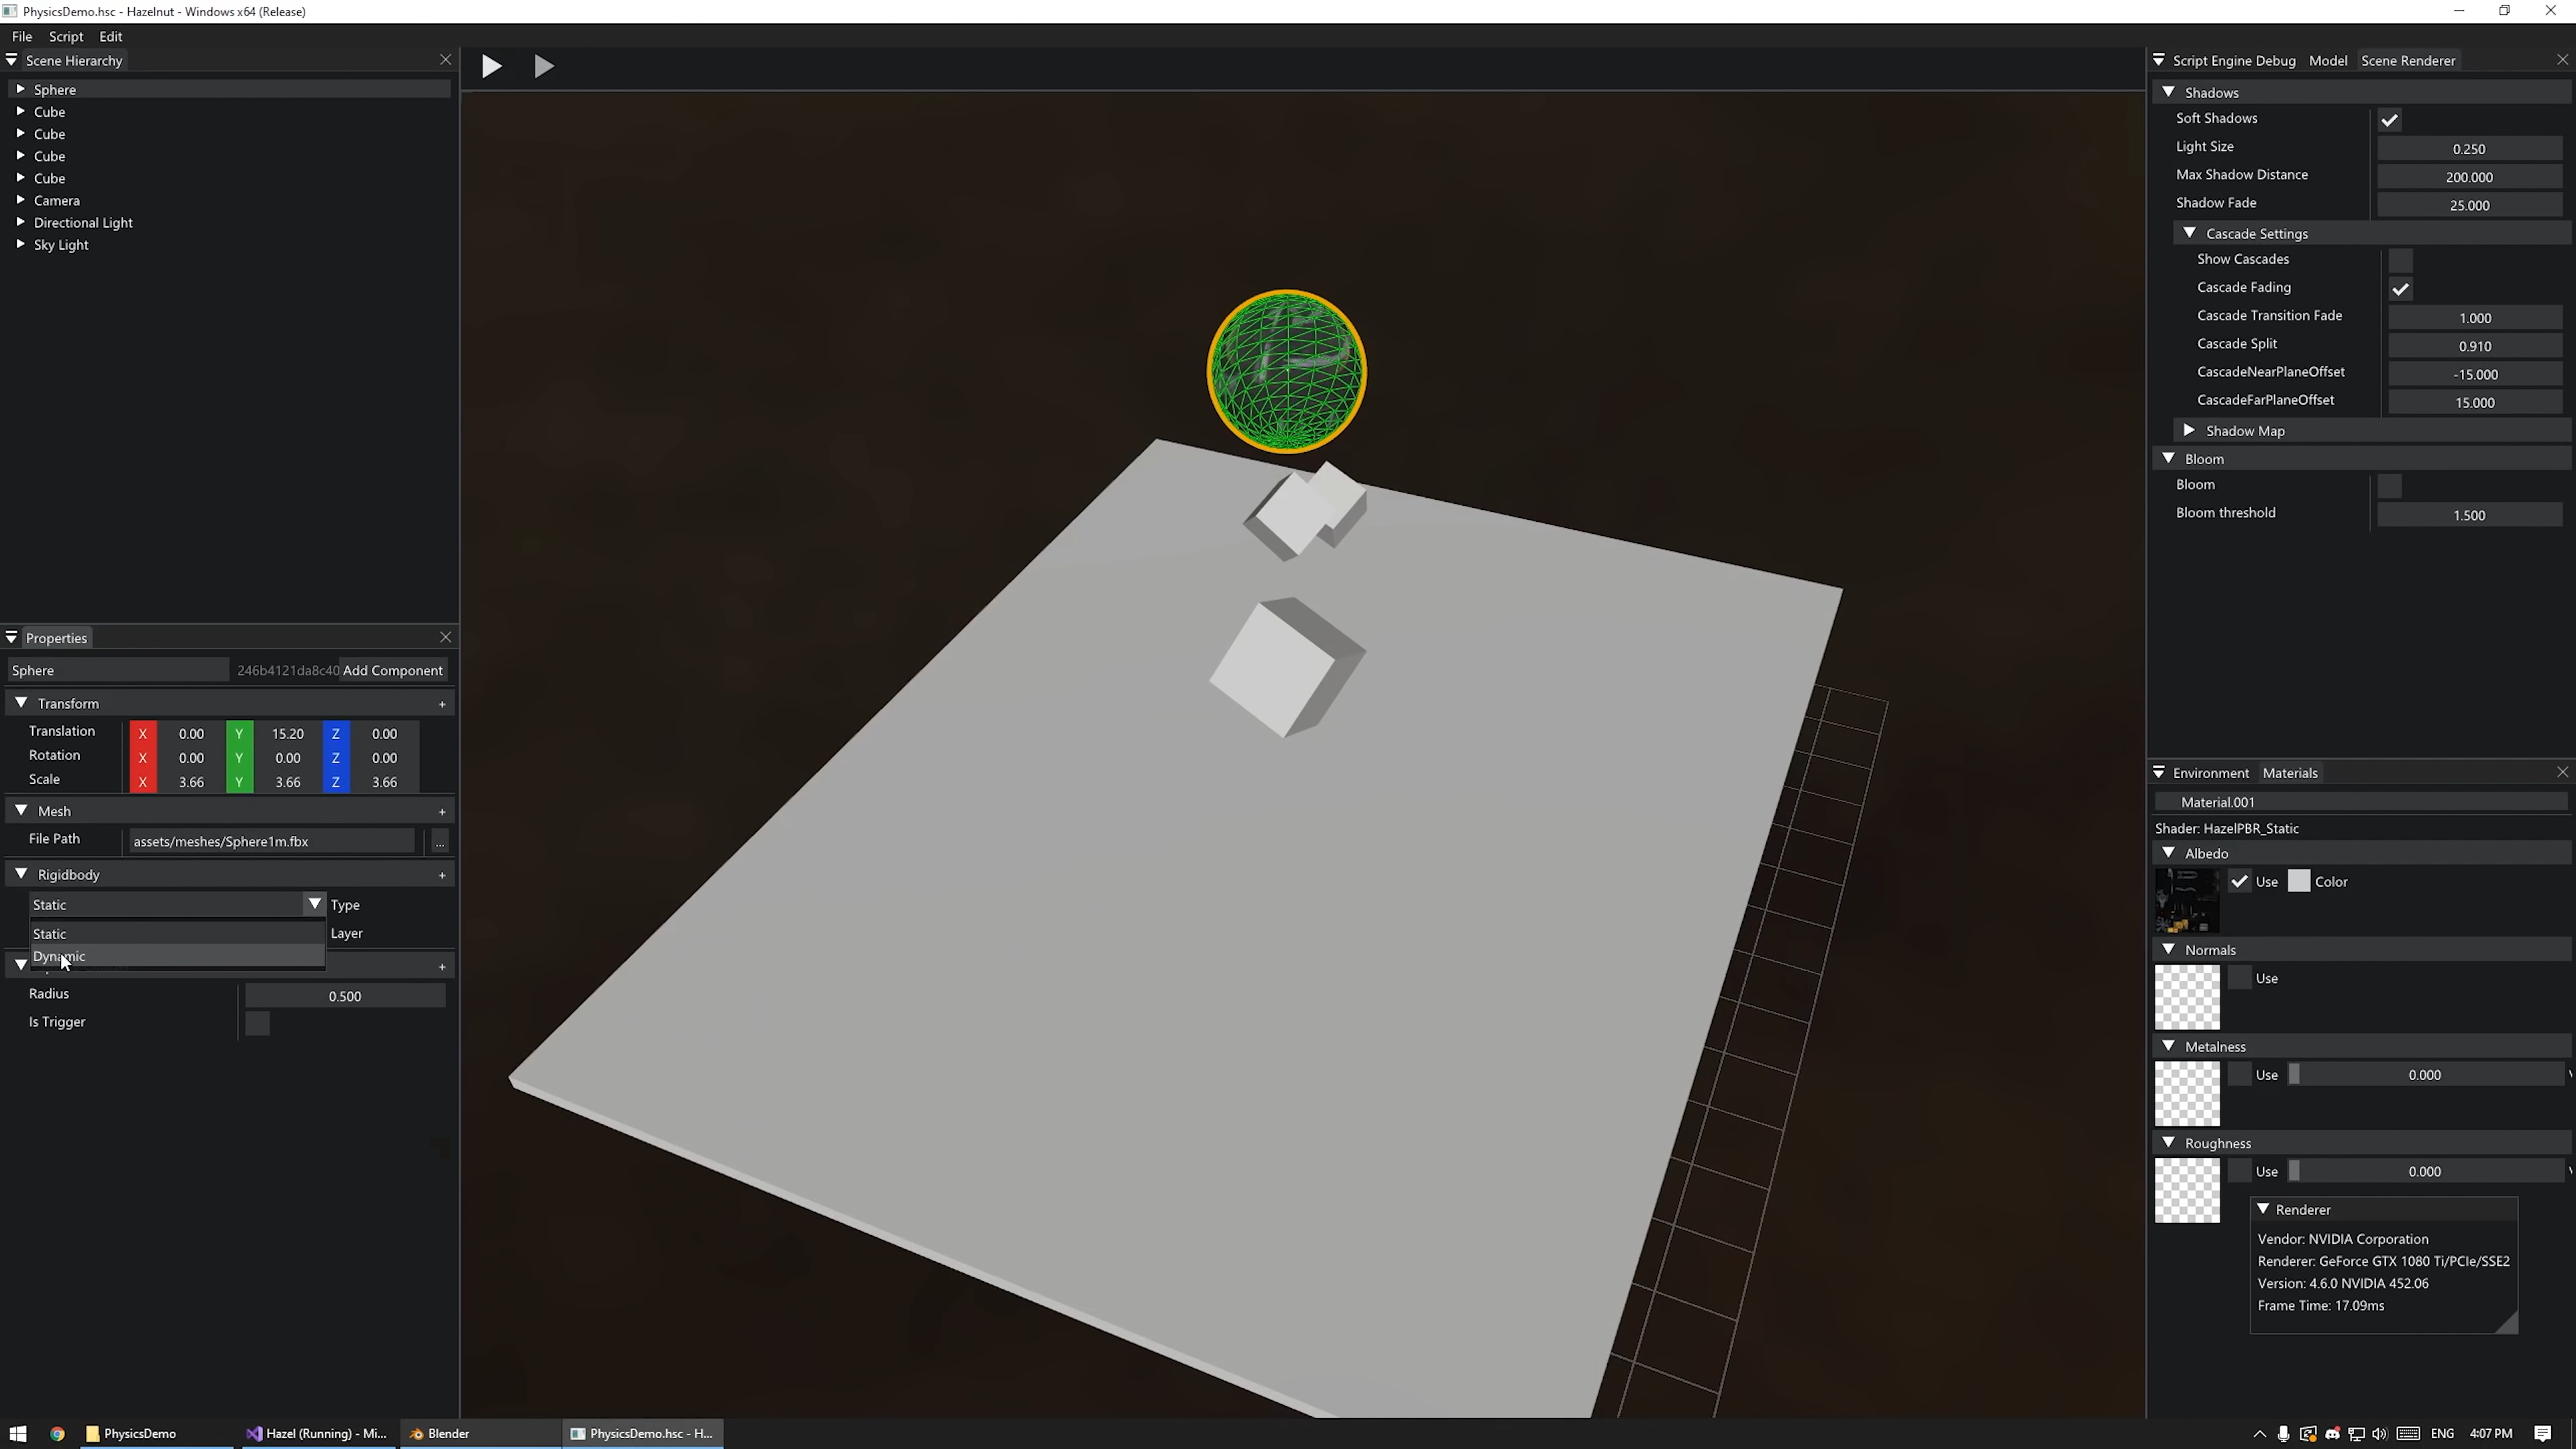 PhysicsDemo.hsc - Hazelnut - Windows x64 (Release)
File Script Edit
Scene Hierarchy
Sphere
Cube
Cube
Cube
Cube
Camera
Directional Light
Sky Light
Properties
Sphere 246b4121da8c40 Add Component
Transform +
Translation X 0.00 Y 15.20 Z 0.00
Rotation X 0.00 Y 0.00 Z 0.00
Scale X 3.66 Y 3.66 Z 3.66
Mesh +
File Path assets/meshes/Sphere1m.fbx ...
Rigidbody +
Static Type
Static Layer
Dynamic
+
Radius 0.500
Is Trigger
Script Engine Debug Model Scene Renderer
Shadows
Soft Shadows
Light Size 0.250
Max Shadow Distance 200.000
Shadow Fade 25.000
Cascade Settings
Show Cascades
Cascade Fading
Cascade Transition Fade 1.000
Cascade Split 0.910
CascadeNearPlaneOffset -15.000
CascadeFarPlaneOffset 15.000
Shadow Map
Bloom
Bloom
Bloom threshold 1.500
Environment Materials
Material.001
Shader: HazelPBR_Static
Albedo
Use Color
Normals
Use
Metalness
Use 0.000
Roughness
Use 0.000
Renderer
Vendor: NVIDIA Corporation
Renderer: GeForce GTX 1080 Ti/PCIe/SSE2
Version: 4.6.0 NVIDIA 452.06
Frame Time: 17.09ms
PhysicsDemo Hazel (Running) - Mi... Blender PhysicsDemo.hsc - H... ENG 4:07 PM